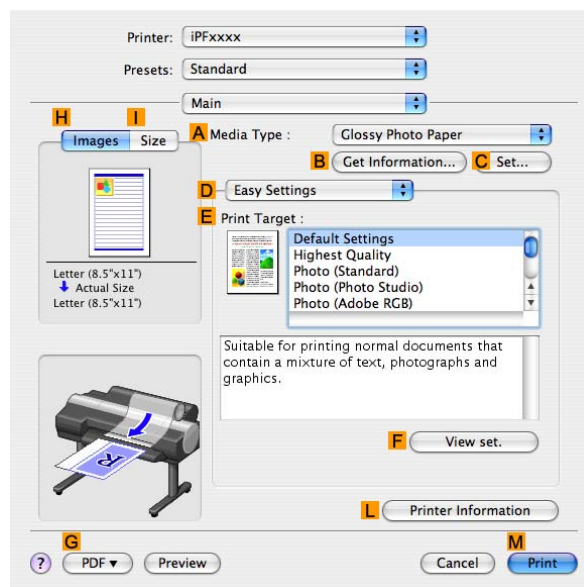 Printer: iPFxxxx
Presets: Standard
Main
H I
Images Size
A Media Type : Glossy Photo Paper
B Get Information... C Set...
D Easy Settings
E Print Target :
Default Settings
Highest Quality
Photo (Standard)
Photo (Photo Studio)
Photo (Adobe RGB)
Letter (8.5"x11")
Actual Size
Letter (8.5"x11")
Suitable for printing normal documents that
contain a mixture of text, photographs and
graphics.
F View set.
L Printer Information
G M
? PDF▼ Preview Cancel Print